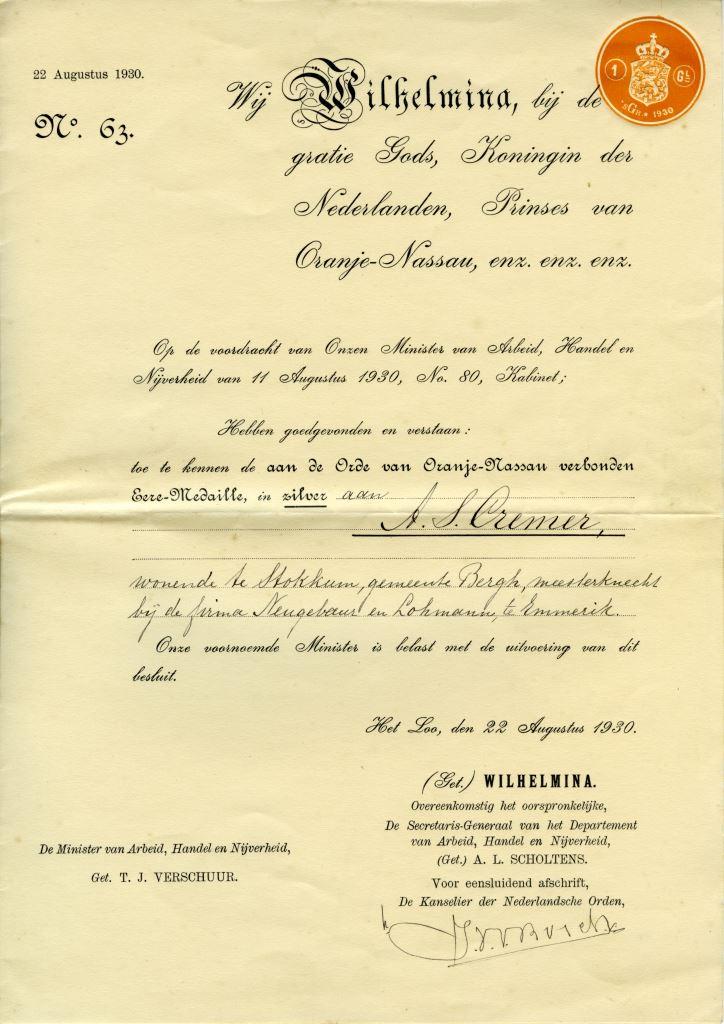 22 Augustus 1930.
Nº. 63.
1 GL
'sGR. * 1930
Wij Wilhelmina, bij de
gratie Gods, Koningin der
Nederlanden, Prinses van
Oranje-Nassau, enz. enz. enz.
Op de voordracht van Onzen Minister van Arbeid, Handel en
Nijverheid van 11 Augustus 1930, No. 80, Kabinet;
Hebben goedgevonden en verstaan:
toe te kennen de aan de Orde van Oranje-Nassau verbonden
Eere-Medaille, in zilver aan
A. S. Cremer,
wonende te Stokkum, gemeente Bergh, meesterknecht
bij de firma Neugebaur en Lohmann, te Emmerik.
Onze voornoemde Minister is belast met de uitvoering van dit
besluit.
Het Loo, den 22 Augustus 1930.
(Get.) WILHELMINA.
Overeenkomstig het oorspronkelijke,
De Secretaris-Generaal van het Departement
van Arbeid, Handel en Nijverheid,
(Get.) A. L. SCHOLTENS.
De Minister van Arbeid, Handel en Nijverheid,
Get. T. J. VERSCHUUR.
Voor eensluidend afschrift,
De Kanselier der Nederlandsche Orden,